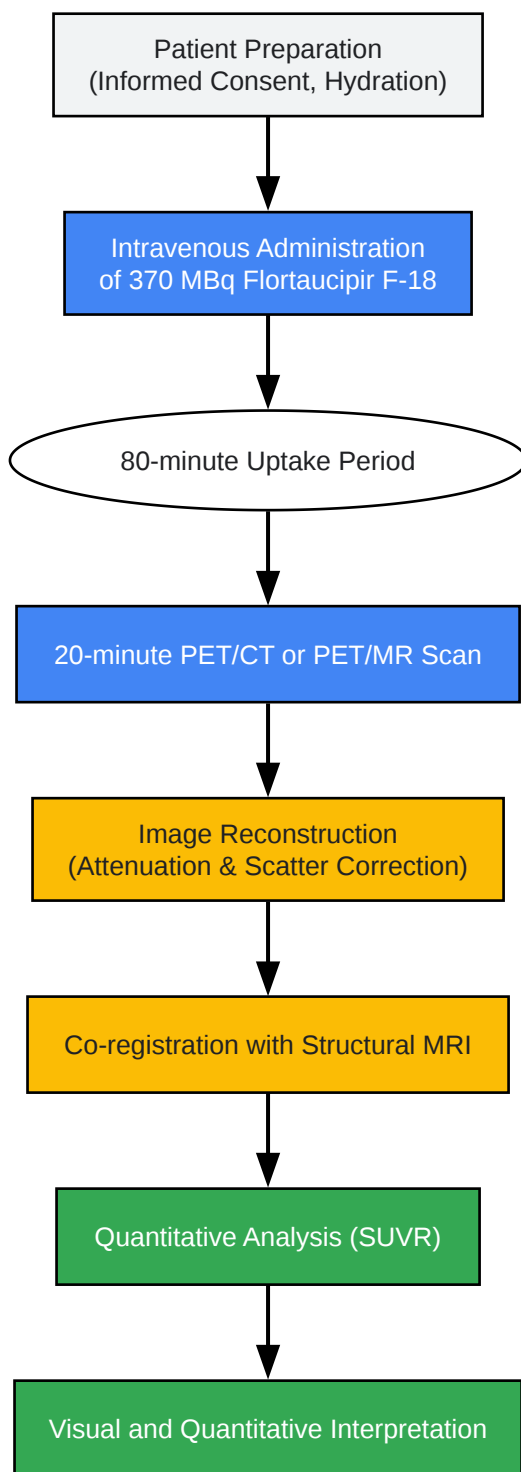 Patient Preparation
(Informed Consent, Hydration)
Intravenous Administration
of 370 MBq Flortaucipir F-18
80-minute Uptake Period
20-minute PET/CT or PET/MR Scan
Image Reconstruction
(Attenuation & Scatter Correction)
Co-registration with Structural MRI
Quantitative Analysis (SUVR)
Visual and Quantitative Interpretation